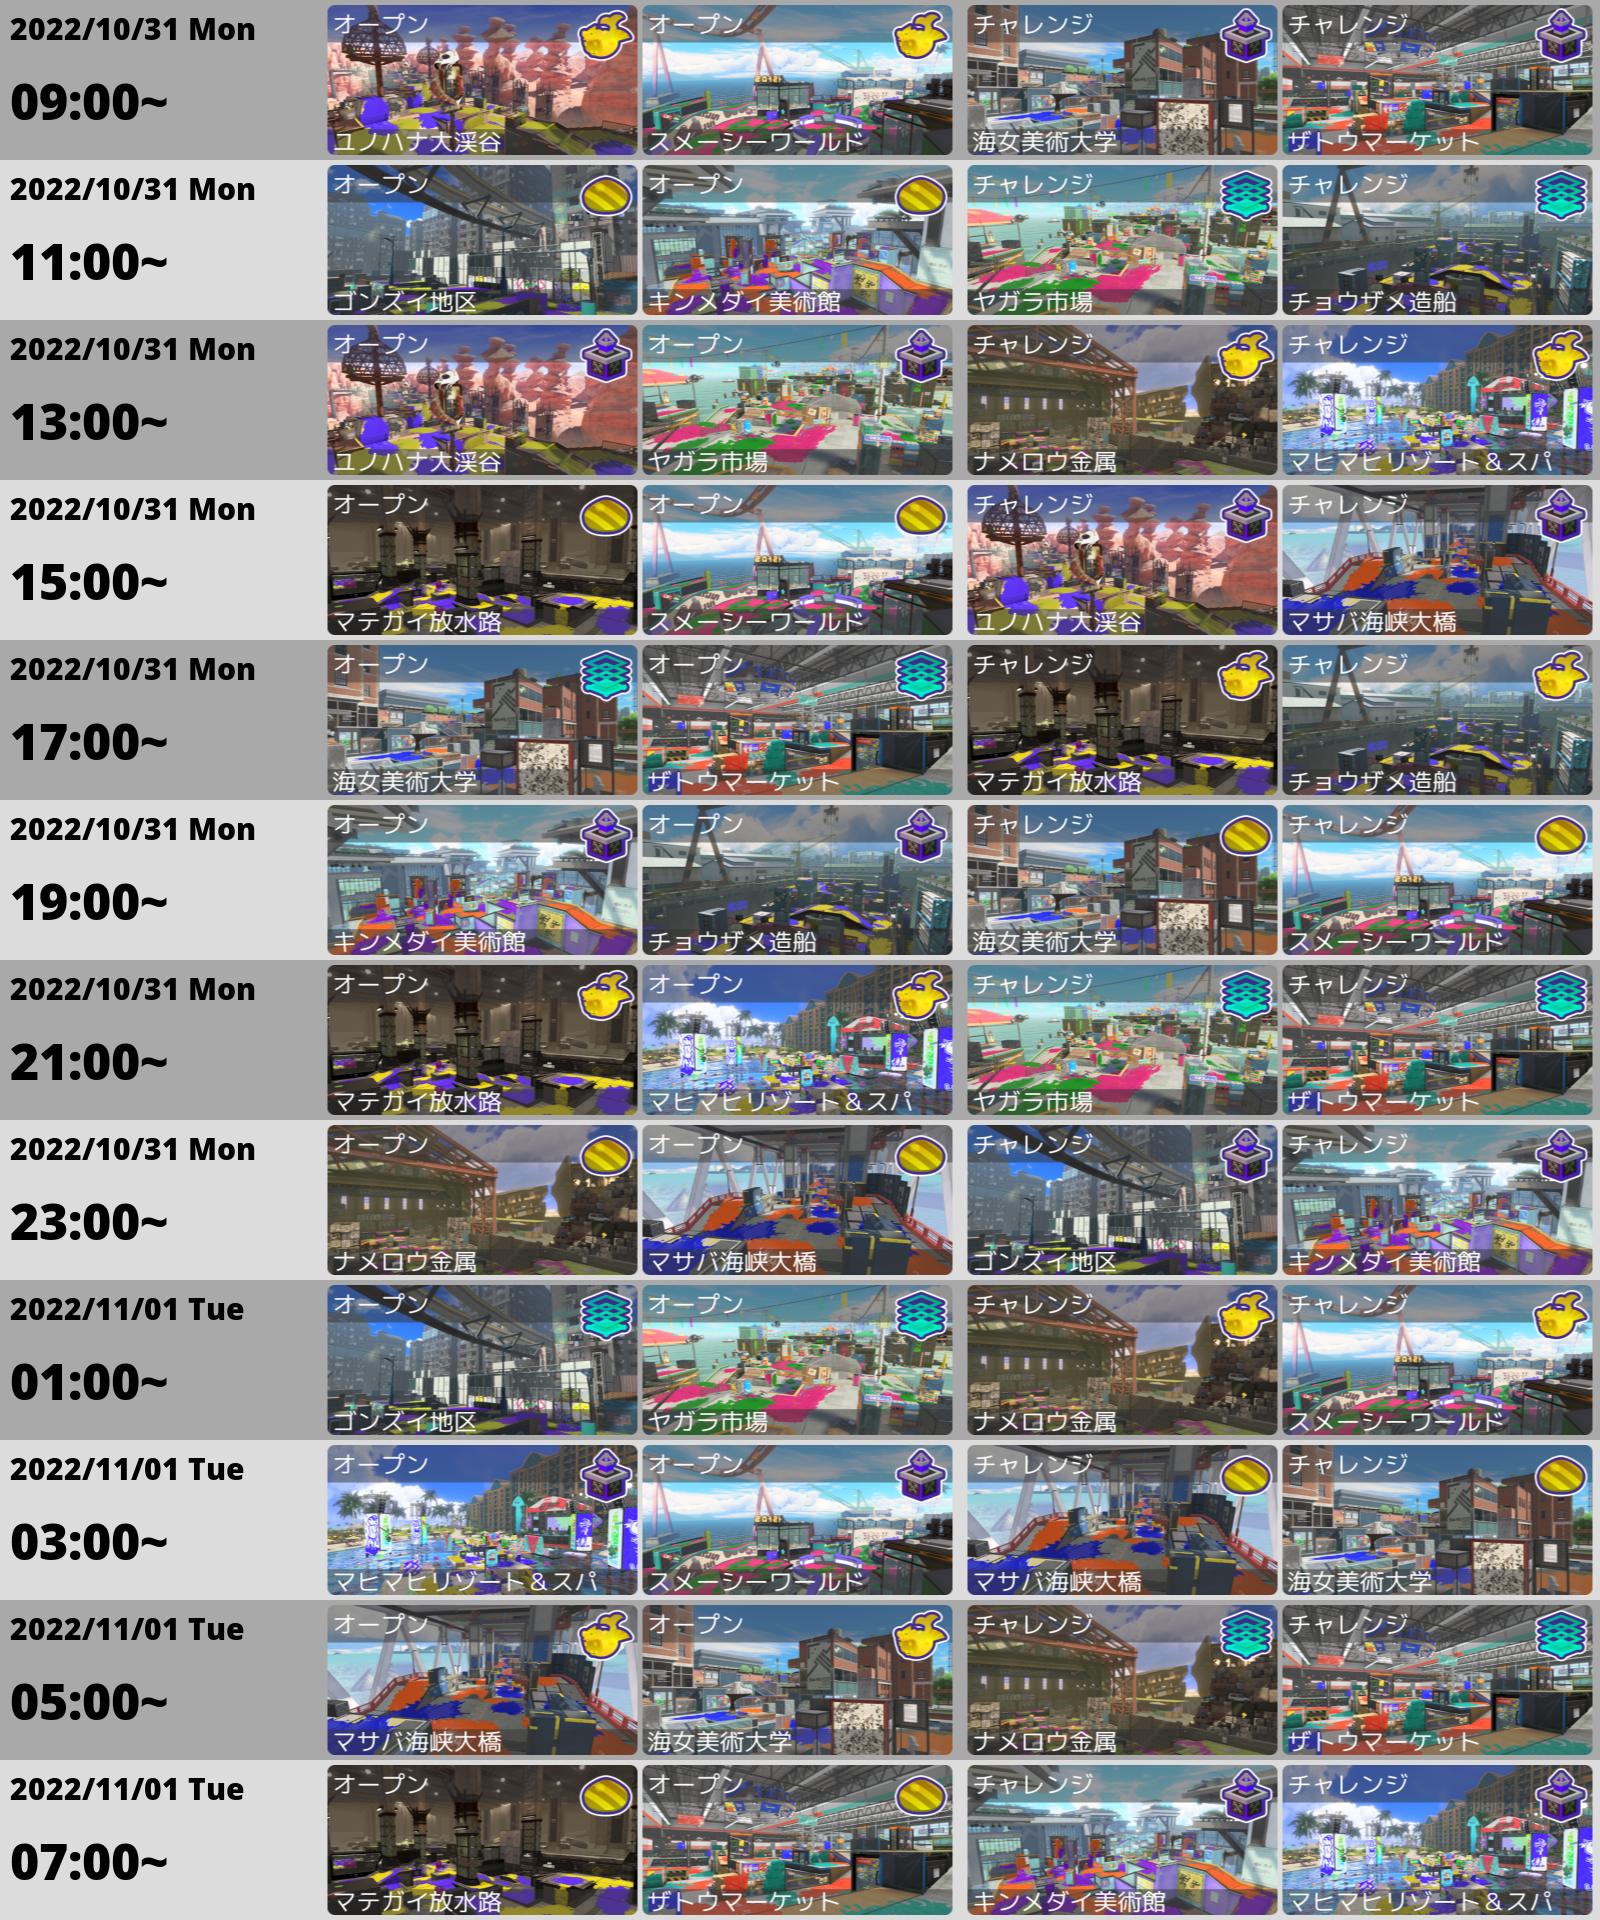 2022/10/31 Mon
09:00~
オープン
ユノハナ大渓谷
オープン
スメーシーワールド
チャレンジ
海女美術大学
チャレンジ
ザトウマーケット
2022/10/31 Mon
11:00~
オープン
ゴンズイ地区
オープン
キンメダイ美術館
チャレンジ
ヤガラ市場
チャレンジ
チョウザメ造船
2022/10/31 Mon
13:00~
オープン
ユノハナ大渓谷
オープン
ヤガラ市場
チャレンジ
ナメロウ金属
チャレンジ
マヒマヒリゾート&スパ
2022/10/31 Mon
15:00~
オープン
マテガイ放水路
オープン
スメーシーワールド
チャレンジ
ユノハナ大渓谷
チャレンジ
マサバ海峡大橋
2022/10/31 Mon
17:00~
オープン
海女美術大学
オープン
ザトウマーケット
チャレンジ
マテガイ放水路
チャレンジ
チョウザメ造船
2022/10/31 Mon
19:00~
オープン
キンメダイ美術館
オープン
チョウザメ造船
チャレンジ
海女美術大学
チャレンジ
スメーシーワールド
2022/10/31 Mon
21:00~
オープン
マテガイ放水路
オープン
マヒマヒリゾート&スパ
チャレンジ
ヤガラ市場
チャレンジ
ザトウマーケット
2022/10/31 Mon
23:00~
オープン
ナメロウ金属
オープン
マサバ海峡大橋
チャレンジ
ゴンズイ地区
チャレンジ
キンメダイ美術館
2022/11/01 Tue
01:00~
オープン
ゴンズイ地区
オープン
ヤガラ市場
チャレンジ
ナメロウ金属
チャレンジ
スメーシーワールド
2022/11/01 Tue
03:00~
オープン
マヒマヒリゾート&スパ
オープン
スメーシーワールド
チャレンジ
マサバ海峡大橋
チャレンジ
海女美術大学
2022/11/01 Tue
05:00~
オープン
マサバ海峡大橋
オープン
海女美術大学
チャレンジ
ナメロウ金属
チャレンジ
ザトウマーケット
2022/11/01 Tue
07:00~
オープン
マテガイ放水路
オープン
ザトウマーケット
チャレンジ
キンメダイ美術館
チャレンジ
マヒマヒリゾート&スパ